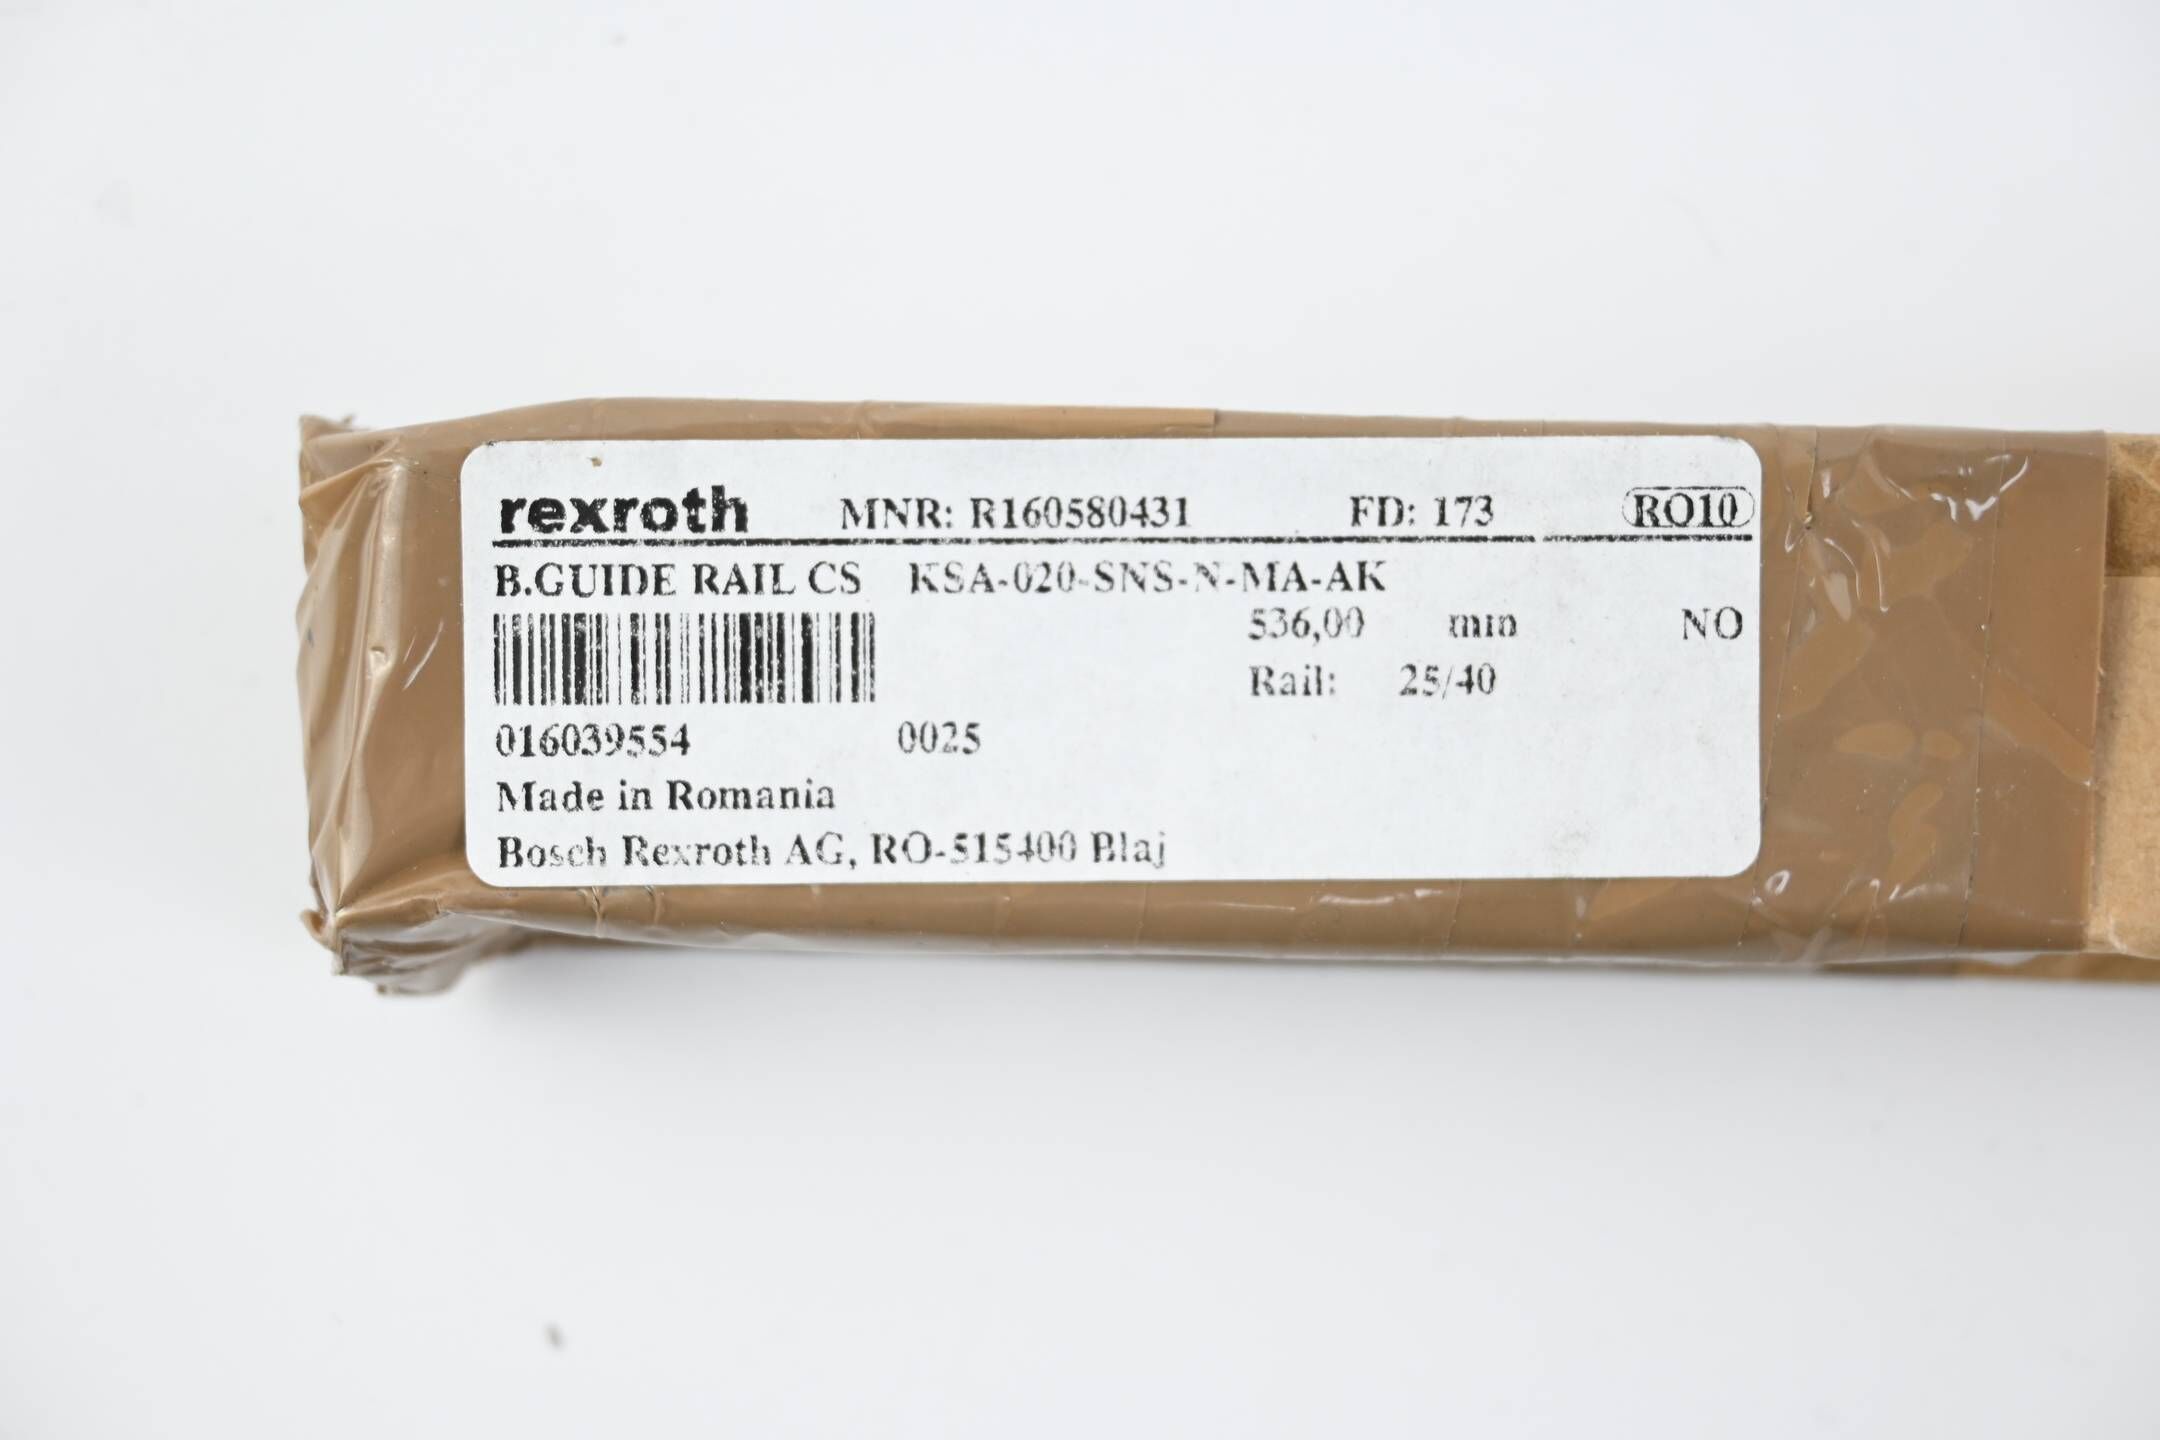 rexroth MNR: R160580431 FD: 173 RO10
B.GUIDE RAIL CS KSA-020-SNS-N-MA-AK
536,00 mm NO
Rail: 25/40
016039554 0025
Made in Romania
Bosch Rexroth AG, RO-515400 Blaj